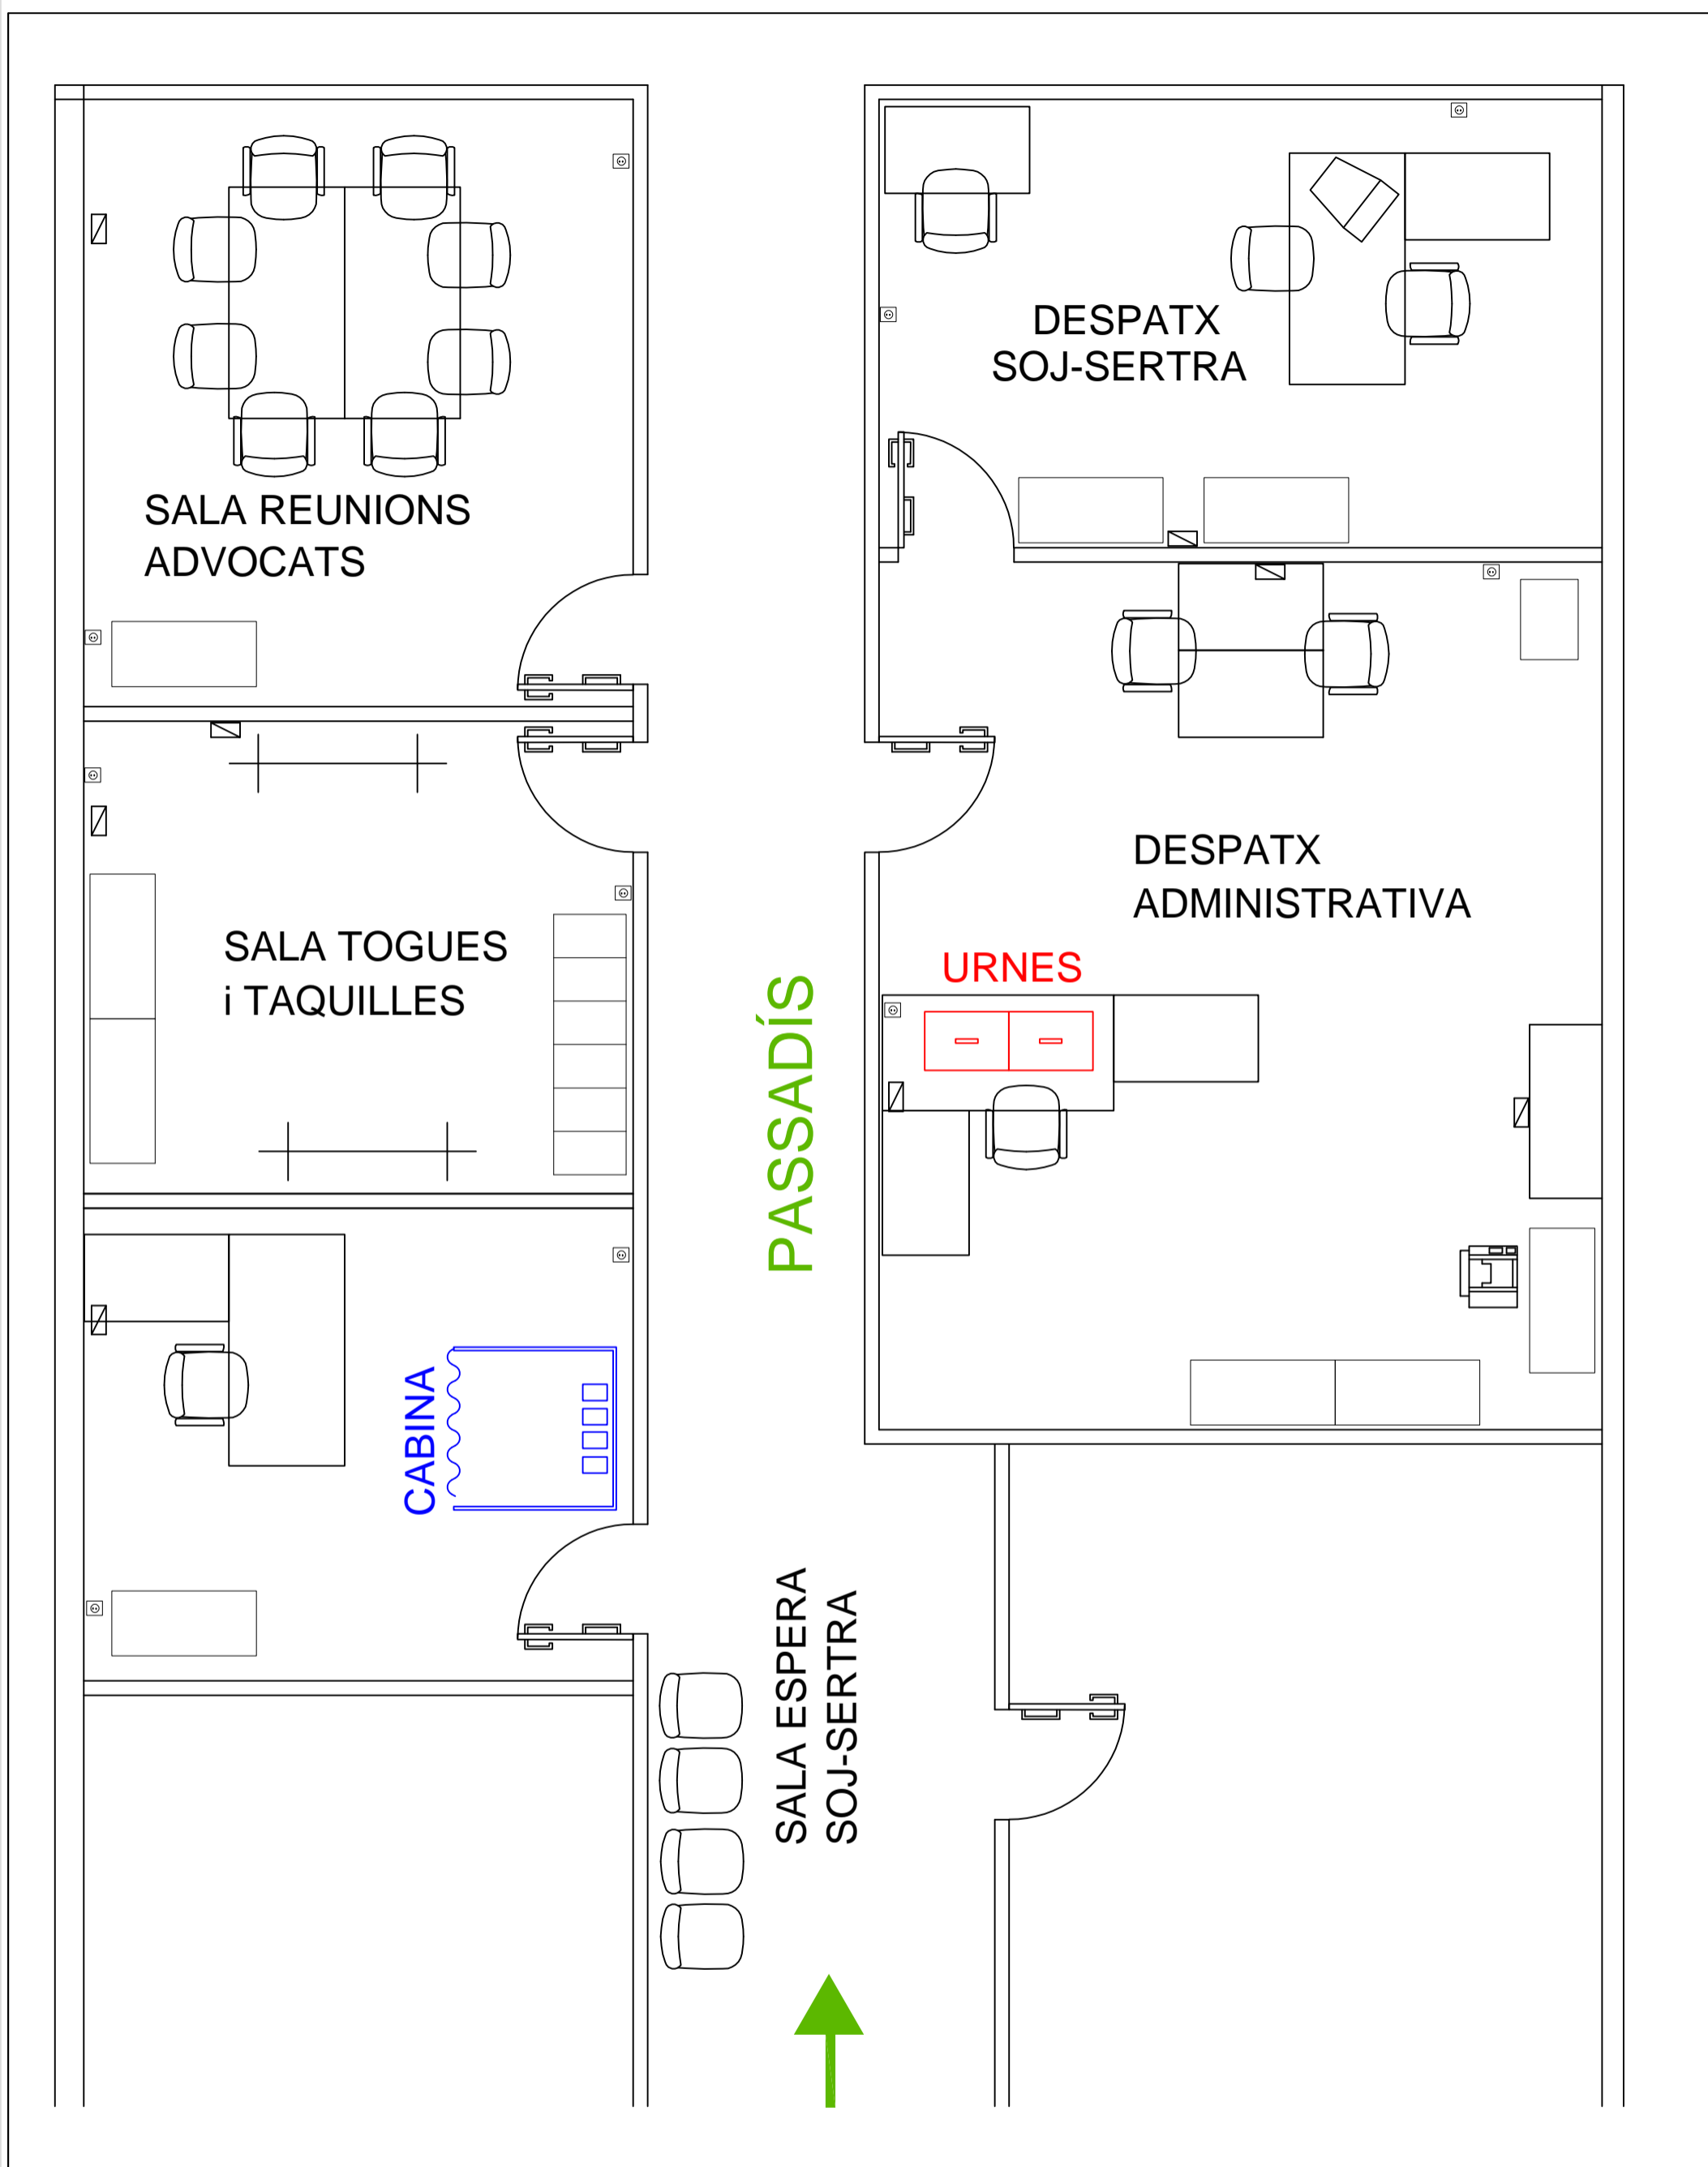 DESPATX
SOJ-SERTRA
SALA REUNIONS
ADVOCATS
DESPATX
ADMINISTRATIVA
SALA TOGUES
i TAQUILLES
URNES
PASSADÍS
CABINA
SALA ESPERA
SOJ-SERTRA